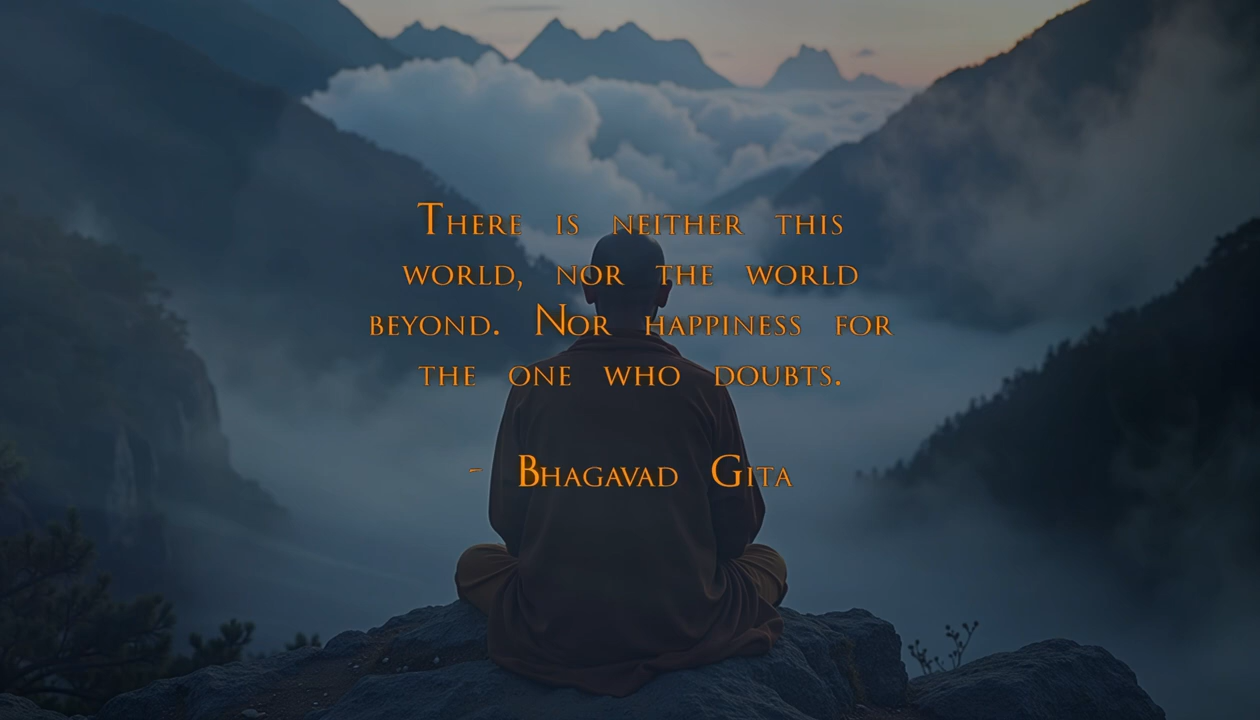 There is neither this
world, nor the world
beyond. Nor happiness for
the one who doubts.
- Bhagavad Gita